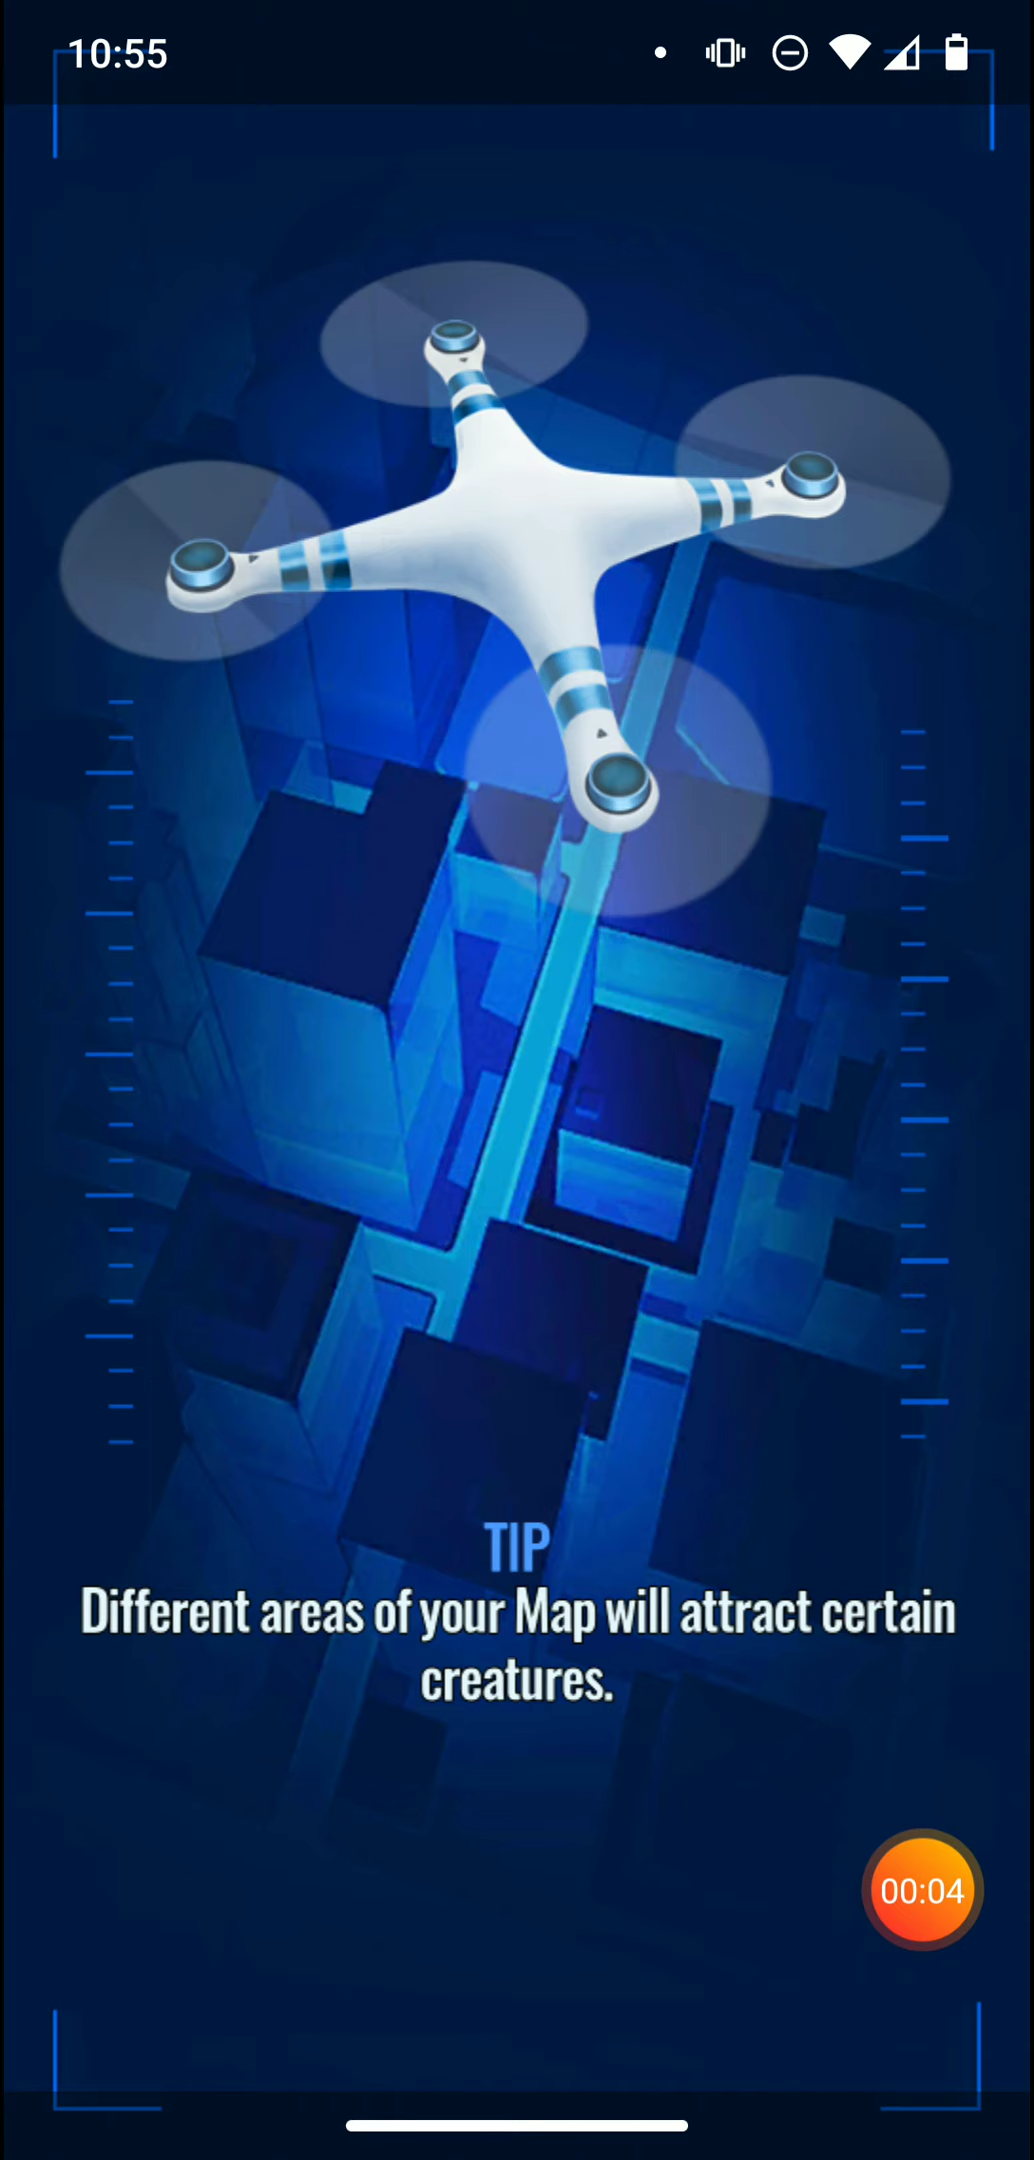 10:55
TIP
Different areas of your Map will attract certain
creatures.
00:04